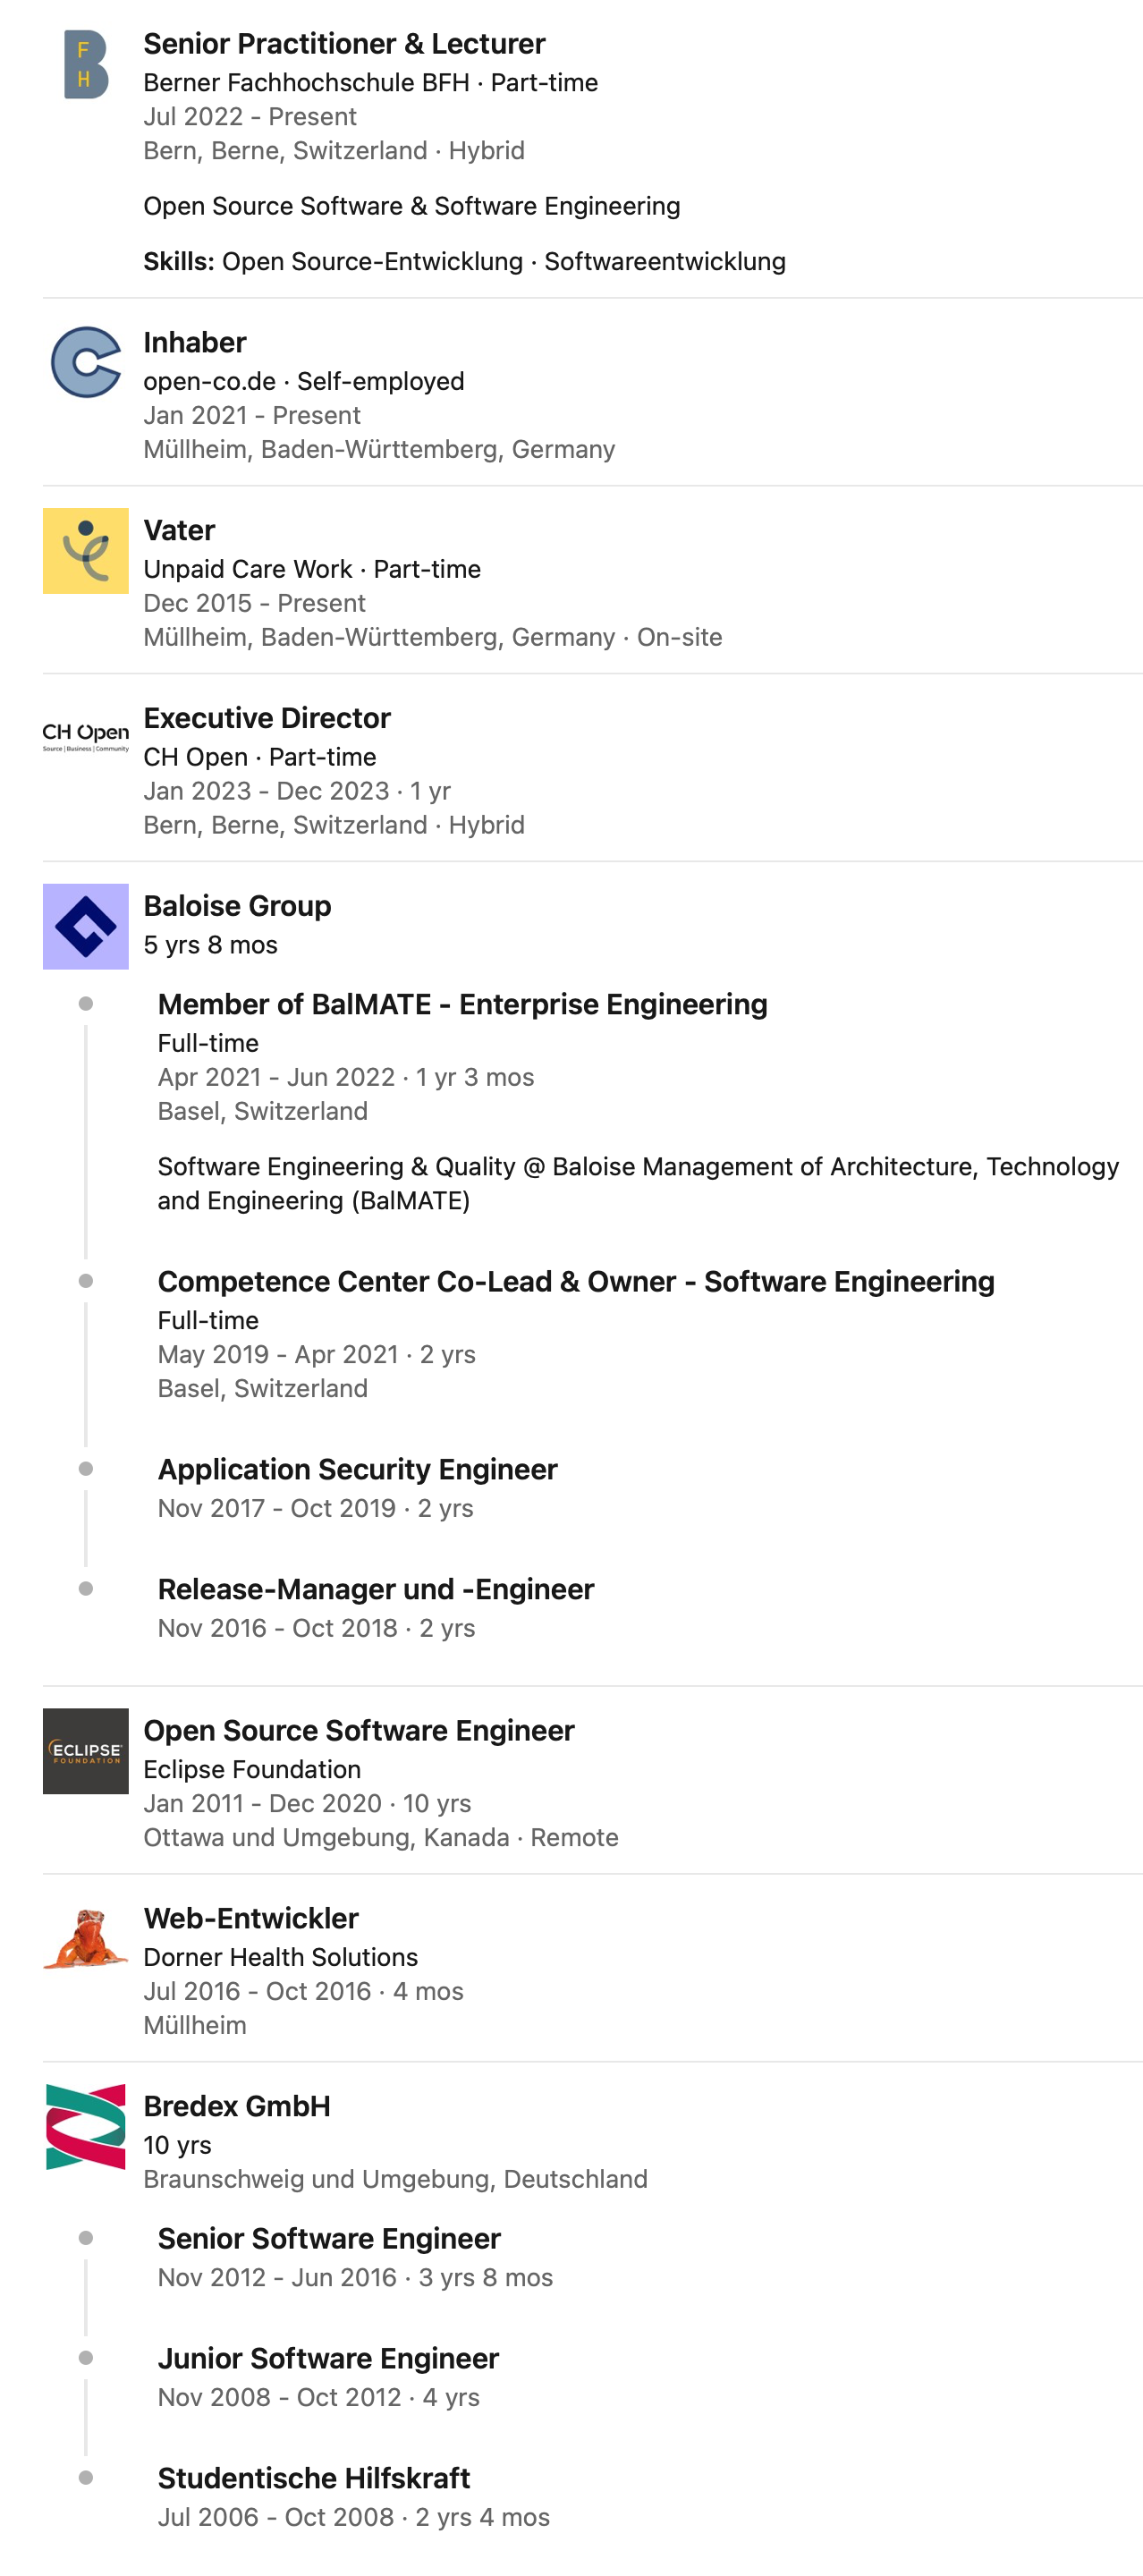 F
H
Senior Practitioner & Lecturer
Berner Fachhochschule BFH · Part-time
Jul 2022 - Present
Bern, Berne, Switzerland · Hybrid
Open Source Software & Software Engineering
Skills: Open Source-Entwicklung · Softwareentwicklung
Inhaber
open-co.de · Self-employed
Jan 2021 - Present
Müllheim, Baden-Württemberg, Germany
Vater
Unpaid Care Work · Part-time
Dec 2015 - Present
Müllheim, Baden-Württemberg, Germany · On-site
CH Open
Source | Business | Community
Executive Director
CH Open · Part-time
Jan 2023 - Dec 2023 · 1 yr
Bern, Berne, Switzerland · Hybrid
Baloise Group
5 yrs 8 mos
Member of BalMATE - Enterprise Engineering
Full-time
Apr 2021 - Jun 2022 · 1 yr 3 mos
Basel, Switzerland
Software Engineering & Quality @ Baloise Management of Architecture, Technology
and Engineering (BalMATE)
Competence Center Co-Lead & Owner - Software Engineering
Full-time
May 2019 - Apr 2021 · 2 yrs
Basel, Switzerland
Application Security Engineer
Nov 2017 - Oct 2019 · 2 yrs
Release-Manager und -Engineer
Nov 2016 - Oct 2018 · 2 yrs
ECLIPSE
FOUNDATION
Open Source Software Engineer
Eclipse Foundation
Jan 2011 - Dec 2020 · 10 yrs
Ottawa und Umgebung, Kanada · Remote
Web-Entwickler
Dorner Health Solutions
Jul 2016 - Oct 2016 · 4 mos
Müllheim
Bredex GmbH
10 yrs
Braunschweig und Umgebung, Deutschland
Senior Software Engineer
Nov 2012 - Jun 2016 · 3 yrs 8 mos
Junior Software Engineer
Nov 2008 - Oct 2012 · 4 yrs
Studentische Hilfskraft
Jul 2006 - Oct 2008 · 2 yrs 4 mos